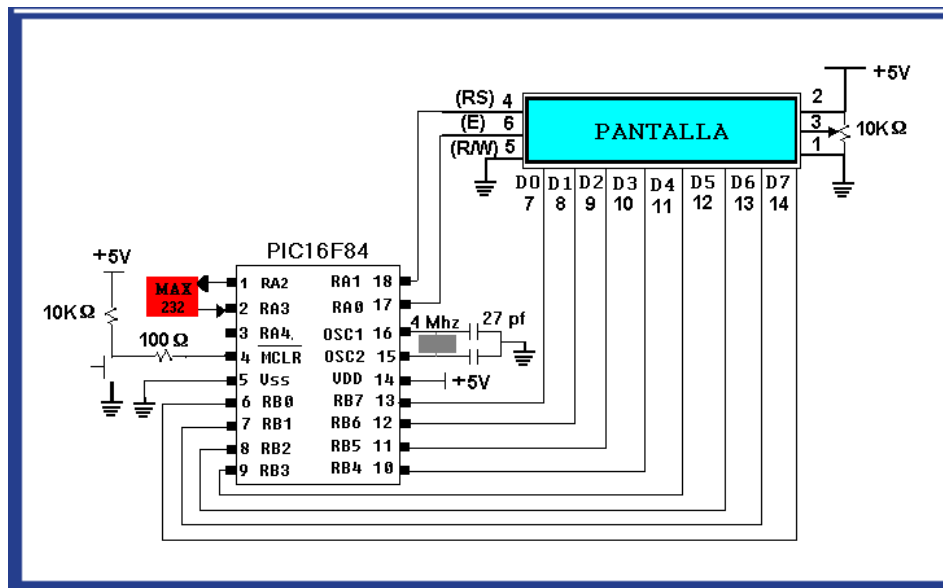 +5V
(RS) 4
(E) 6
(R/W) 5
PANTALLA
2
3
1
10K Ω
D0 D1 D2 D3 D4 D5 D6 D7
7 8 9 10 11 12 13 14
PIC16F84
+5V
10KΩ
100 Ω
MAX
232
1 RA2 RA1 18
2 RA3 RA0 17
3 RA4. OSC1 16
4 MCLR OSC2 15
5 Vss VDD 14
6 RB0 RB7 13
7 RB1 RB6 12
8 RB2 RB5 11
9 RB3 RB4 10
4 Mhz 27 pf
+5V